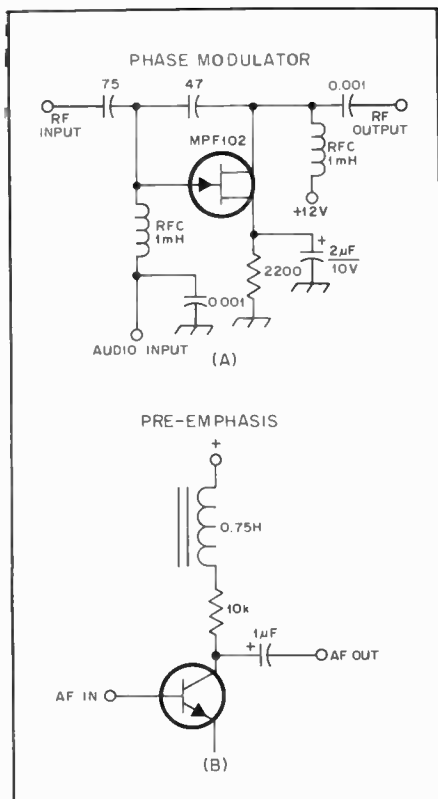 PHASE MODULATOR
75
47
0.001
RF
INPUT
RF
OUTPUT
MPF102
RFC
1mH
+12V
RFC
1mH
+
2µF
10V
2200
0.001
AUDIO INPUT
(A)
PRE-EMPHASIS
+
0.75H
10k
+
1µF
AF OUT
AF IN
(B)